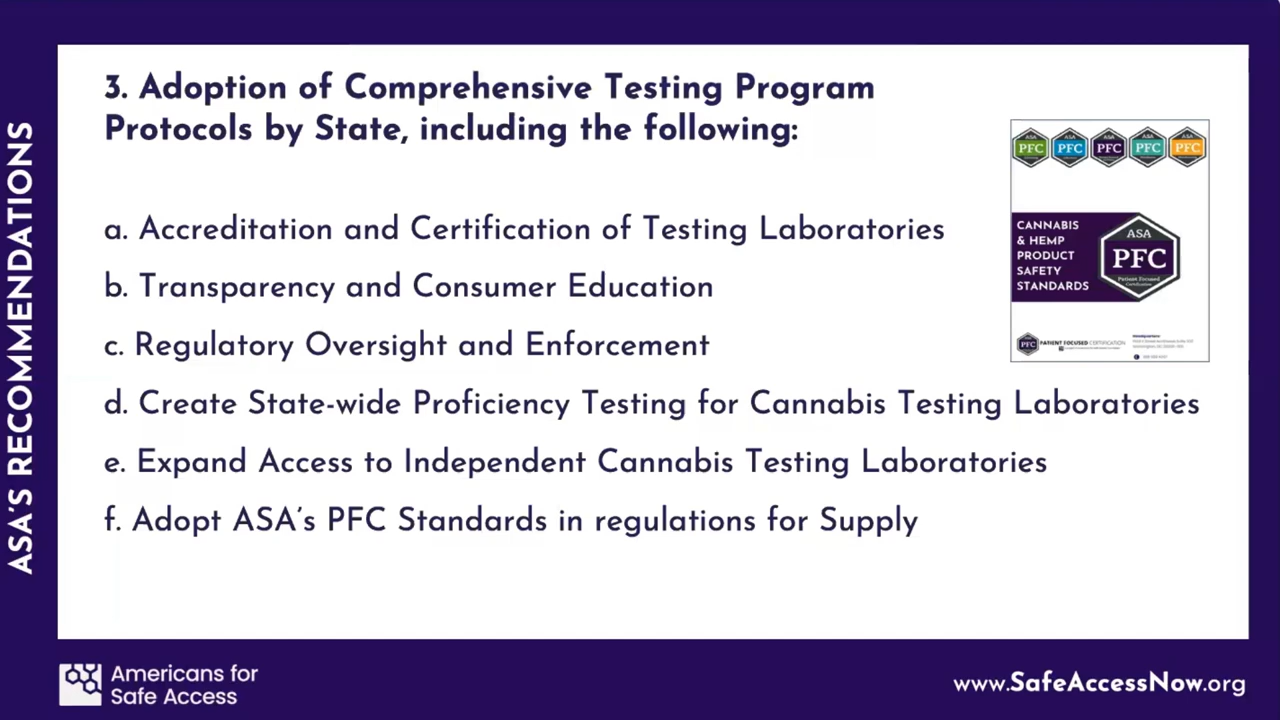 ASA'S RECOMMENDATIONS
3. Adoption of Comprehensive Testing Program
Protocols by State, including the following:
a. Accreditation and Certification of Testing Laboratories
b. Transparency and Consumer Education
c. Regulatory Oversight and Enforcement
d. Create State-wide Proficiency Testing for Cannabis Testing Laboratories
e. Expand Access to Independent Cannabis Testing Laboratories
f. Adopt ASA's PFC Standards in regulations for Supply
ASA PFC ASA PFC ASA PFC ASA PFC ASA PFC
CANNABIS
& HEMP
PRODUCT
SAFETY
STANDARDS
ASA
PFC
Patient Focused
Certification
PFC PATIENT FOCUSED CERTIFICATION
Americans for
Safe Access
www.SafeAccessNow.org